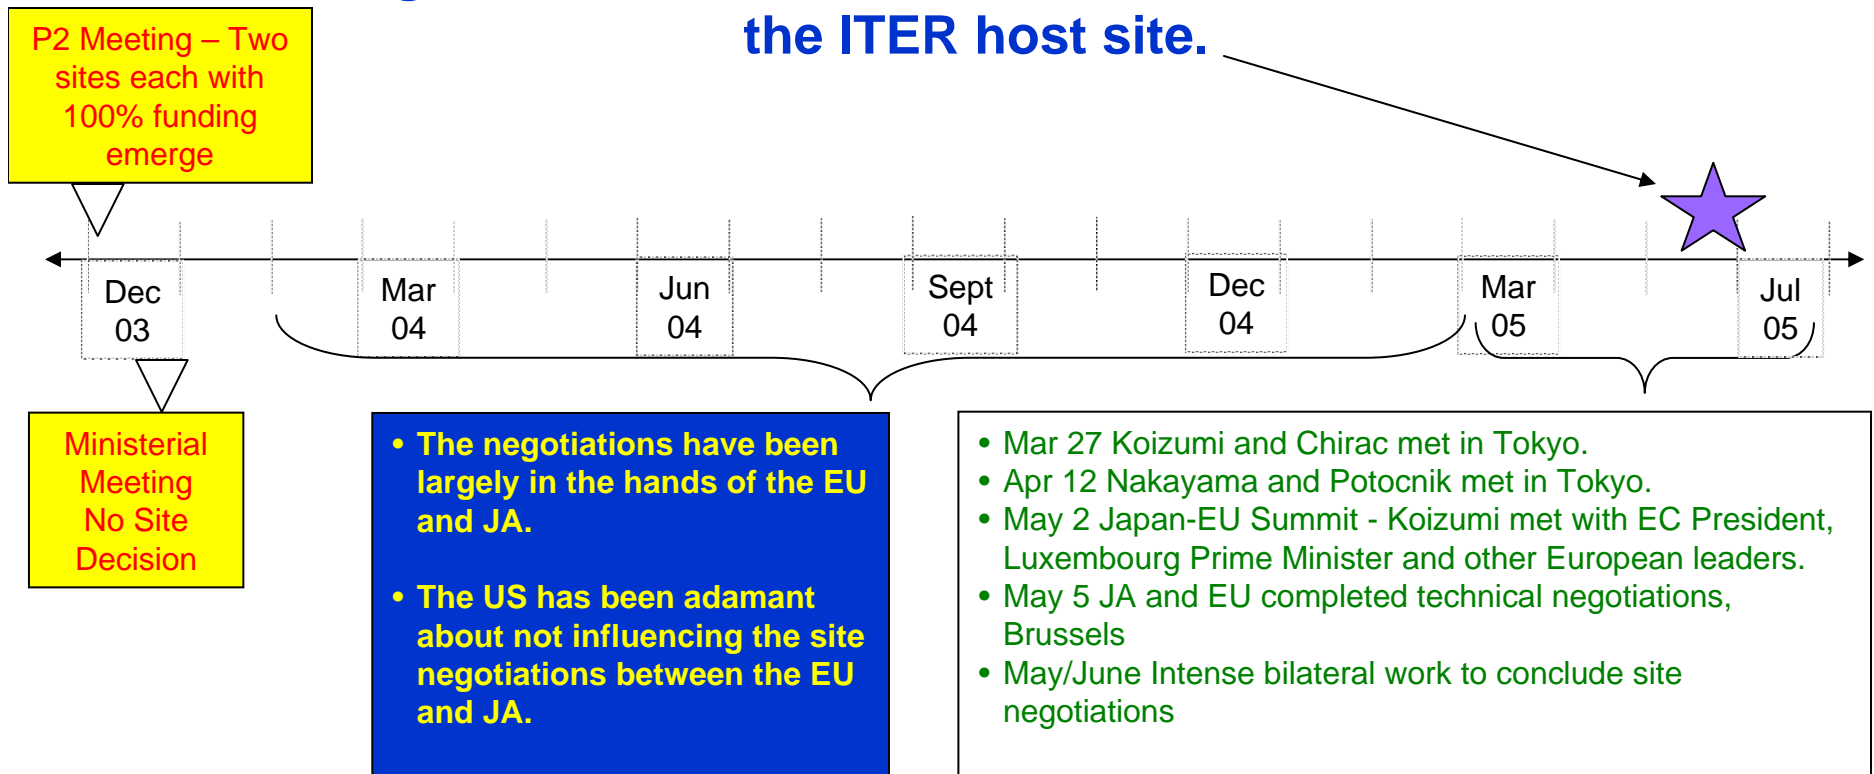 the ITER host site.
P2 Meeting – Two
sites each with
100% funding
emerge
Dec
03
Mar
04
Jun
04
Sept
04
Dec
04
Mar
05
Jul
05
Ministerial
Meeting
No Site
Decision
• The negotiations have been
largely in the hands of the EU
and JA.
• The US has been adamant
about not influencing the site
negotiations between the EU
and JA.
• Mar 27 Koizumi and Chirac met in Tokyo.
• Apr 12 Nakayama and Potocnik met in Tokyo.
• May 2 Japan-EU Summit - Koizumi met with EC President,
Luxembourg Prime Minister and other European leaders.
• May 5 JA and EU completed technical negotiations,
Brussels
• May/June Intense bilateral work to conclude site
negotiations